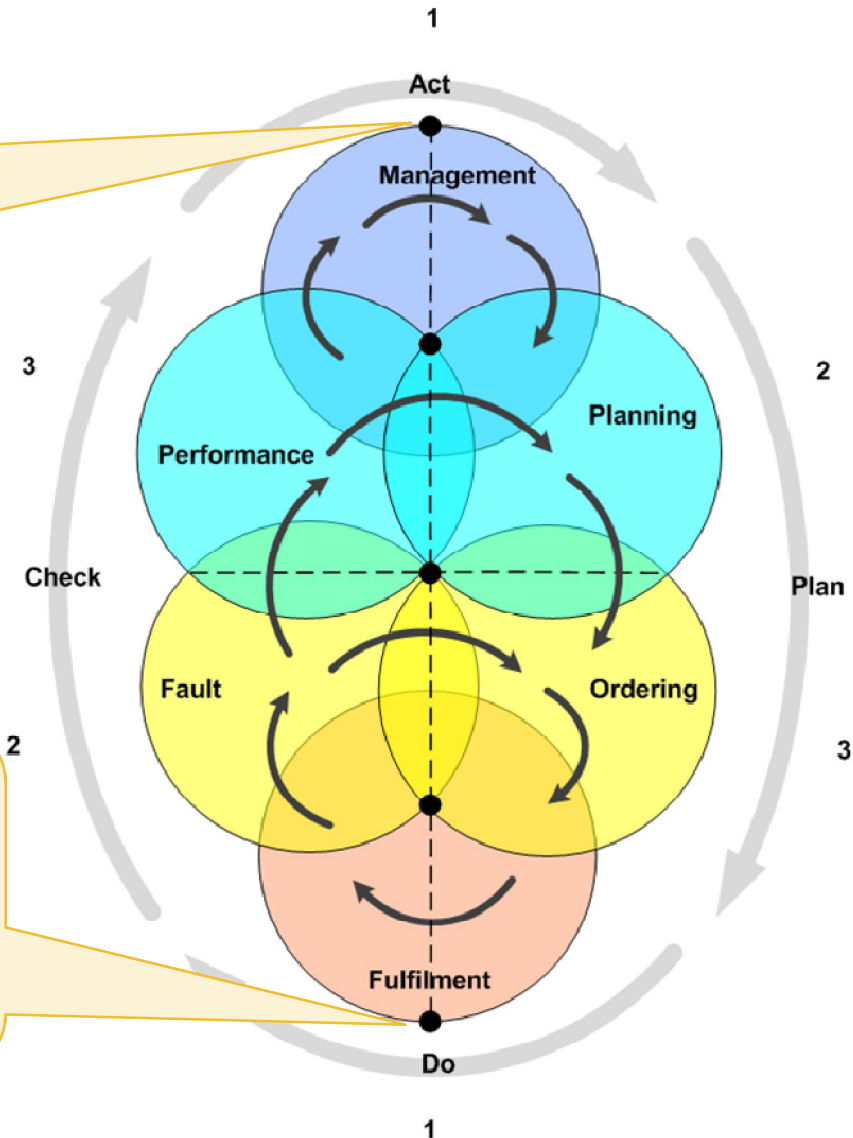 1
Act
Management
3
2
Planning
Performance
Check
Plan
Fault
Ordering
2
3
Fulfilment
Do
1